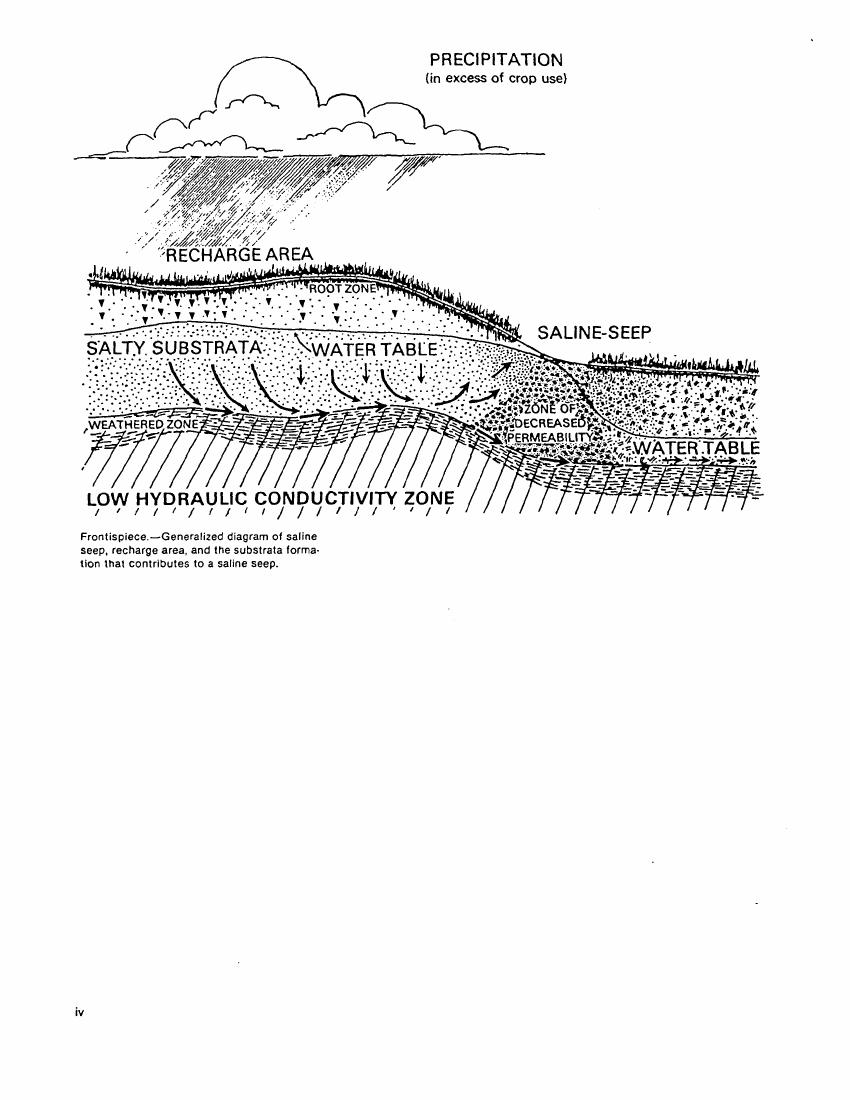 PRECIPITATION
(in excess of crop use)
RECHARGE AREA
ROOT ZONE
SALINE-SEEP
SALTY SUBSTRATA
WATER TABLE
ZONE OF
DECREASED
PERMEABILITY
WEATHERED ZONE
WATER TABLE
LOW HYDRAULIC CONDUCTIVITY ZONE
Frontispiece.—Generalized diagram of saline
seep, recharge area, and the substrata forma-
tion that contributes to a saline seep.
iv